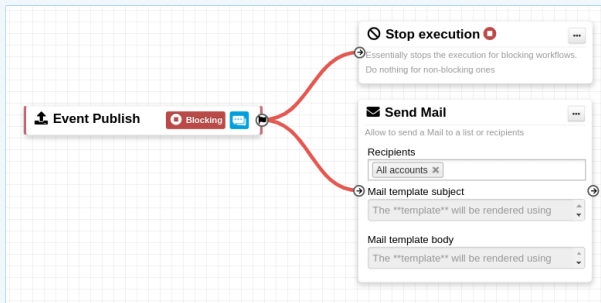 Stop execution
...
Essentially stops the execution for blocking workflows.
Do nothing for non-blocking ones
Event Publish
Blocking
Send Mail
...
Allow to send a Mail to a list or recipients
Recipients
All accounts ×
Mail template subject
The **template** will be rendered using
Mail template body
The **template** will be rendered using